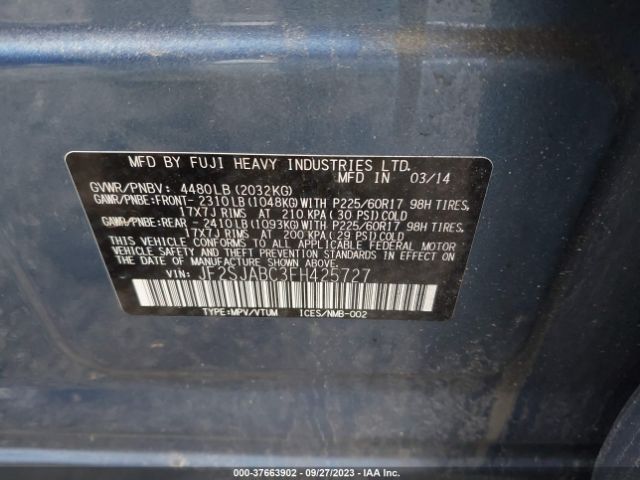 MFD BY FUJI HEAVY INDUSTRIES LTD.
MFD IN 03/14
GVWR/PNBV: 4480LB (2032KG)
GAWR/PNBE:FRONT- 2310LB(1048KG)WITH P225/60R17 98H TIRES,
17X7J RIMS AT 210 KPA (30 PSI)COLD
GAWR/PNBE:REAR -2410LB(1093KG)WITH P225/60R17 98H TIRES,
17X7J RIMS AT 200 KPA (29 PSI)COLD
THIS VEHICLE CONFORMS TO ALL APPLICABLE FEDERAL MOTOR
VEHICLE SAFETY STANDARDS IN EFFECT ON THE DATE OF
MANUFACTURE SHOWN ABOVE.
VIN: JF2SJABC3FH425727
TYPE:MPV/VTUM ICES/NMB-002
000-37663902 - 09/27/2023 - IAA Inc.